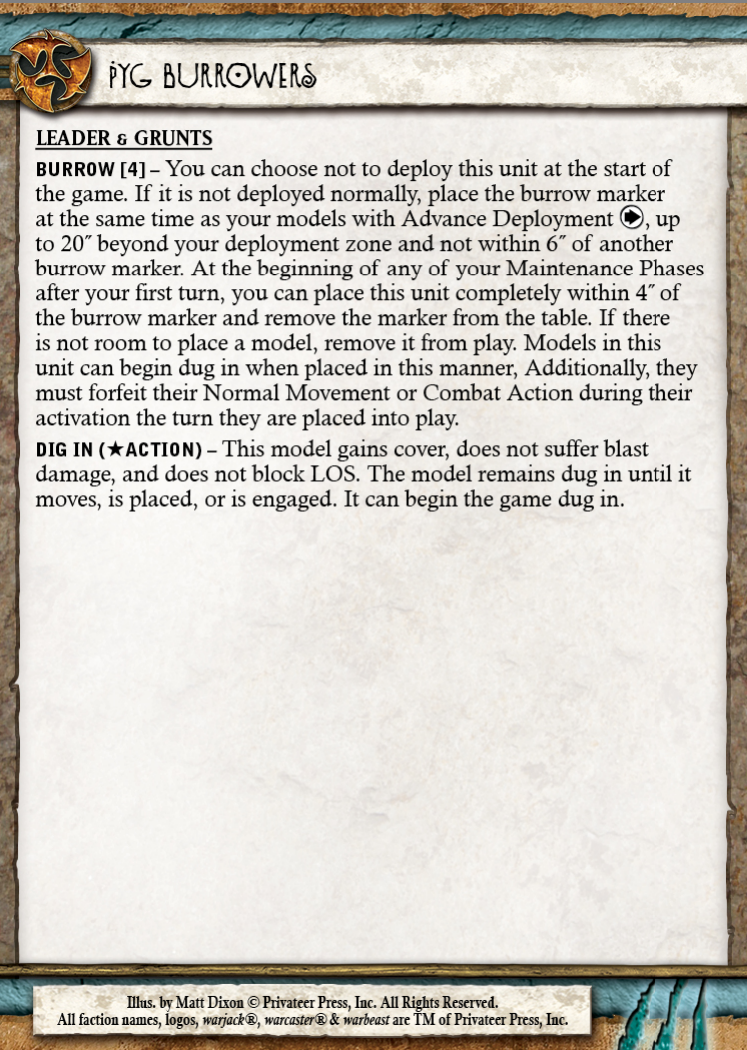 PYG BURROWERS
LEADER & GRUNTS
BURROW [4] – You can choose not to deploy this unit at the start of
the game. If it is not deployed normally, place the burrow marker
at the same time as your models with Advance Deployment , up
to 20″ beyond your deployment zone and not within 6″ of another
burrow marker. At the beginning of any of your Maintenance Phases
after your first turn, you can place this unit completely within 4″ of
the burrow marker and remove the marker from the table. If there
is not room to place a model, remove it from play. Models in this
unit can begin dug in when placed in this manner, Additionally, they
must forfeit their Normal Movement or Combat Action during their
activation the turn they are placed into play.
DIG IN (★ACTION) – This model gains cover, does not suffer blast
damage, and does not block LOS. The model remains dug in until it
moves, is placed, or is engaged. It can begin the game dug in.
Illus. by Matt Dixon © Privateer Press, Inc. All Rights Reserved.
All faction names, logos, warjack®, warcaster® & warbeast are TM of Privateer Press, Inc.